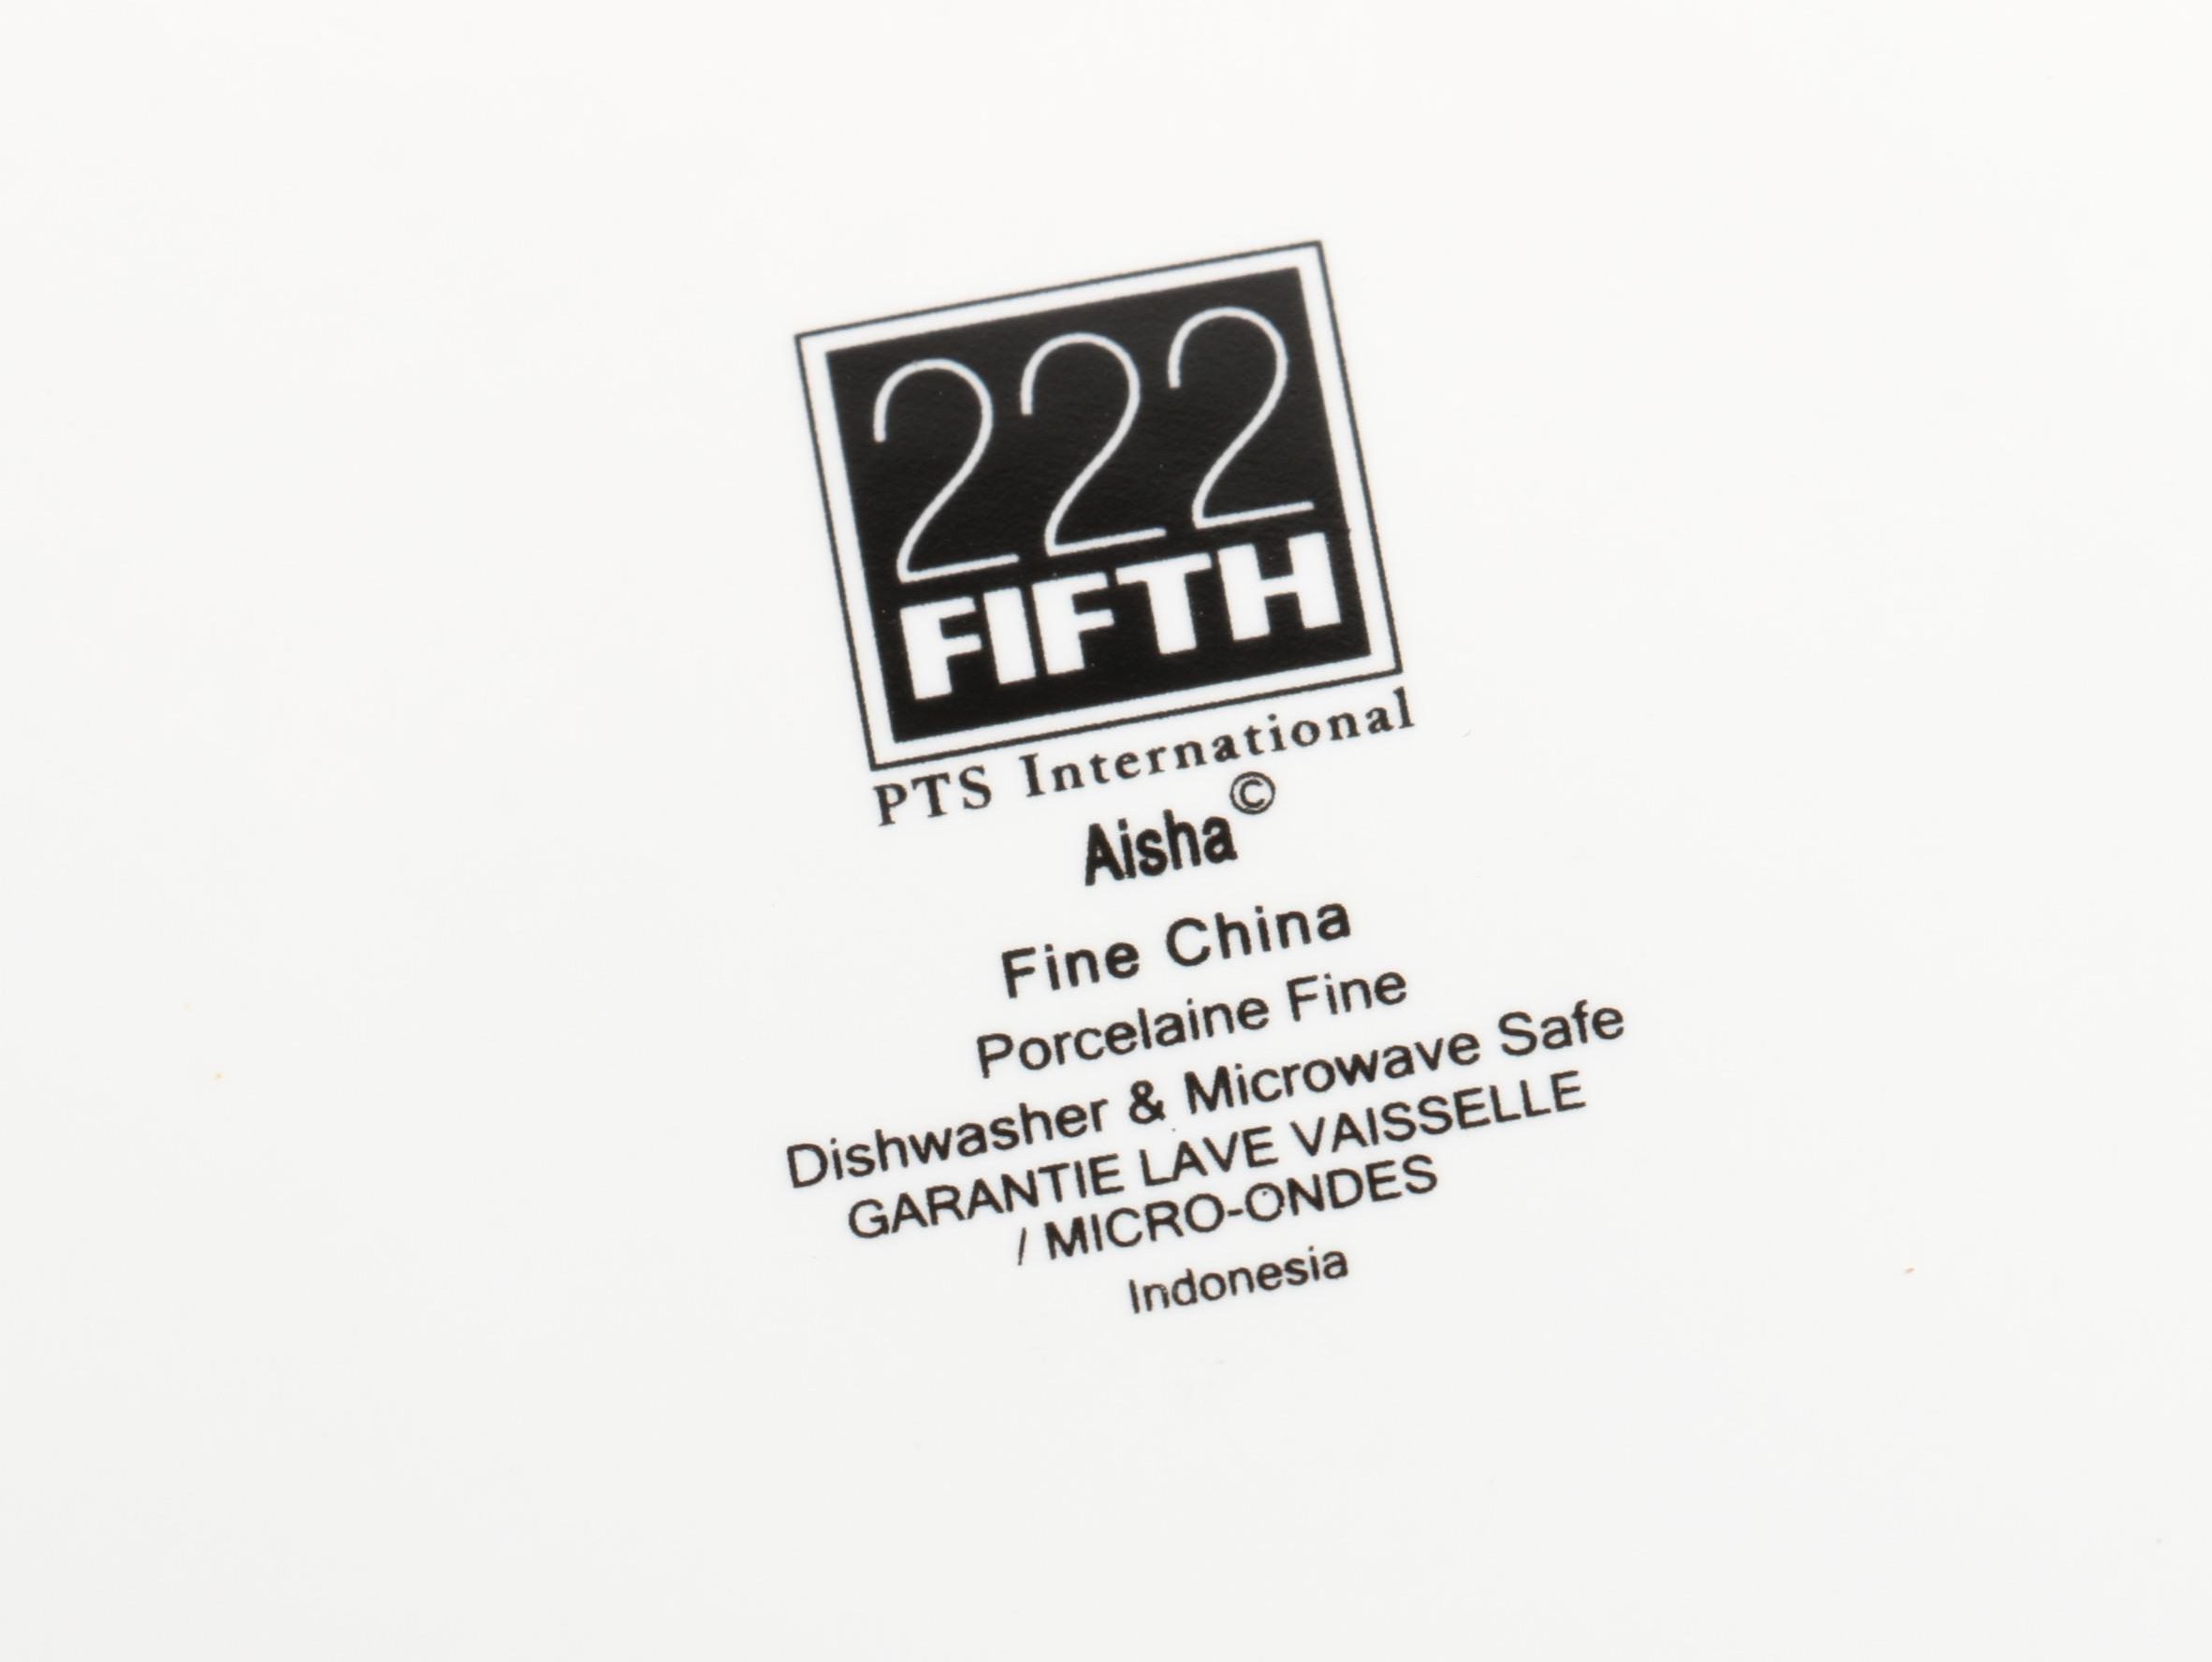 222
FIFTH
PTS International
Aisha©
Fine China
Porcelaine Fine
Dishwasher & Microwave Safe
GARANTIE LAVE VAISSELLE
/ MICRO-ONDES
Indonesia